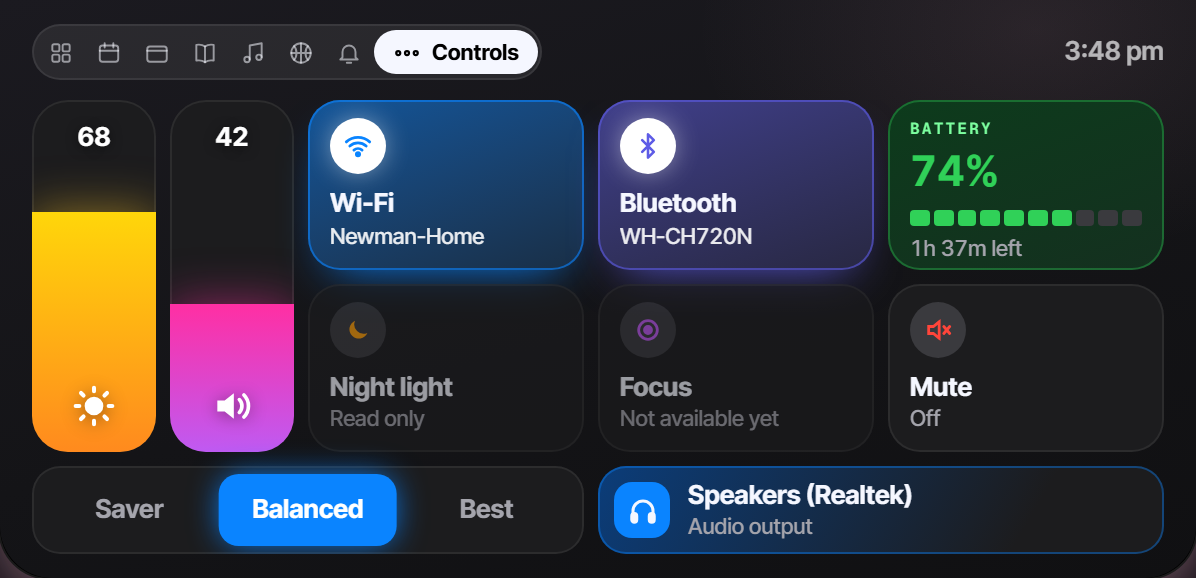 Controls
3:48 pm
68
42
Wi-Fi
Newman-Home
Bluetooth
WH-CH720N
BATTERY
74%
1h 37m left
Night light
Read only
Focus
Not available yet
Mute
Off
Saver
Balanced
Best
Speakers (Realtek)
Audio output